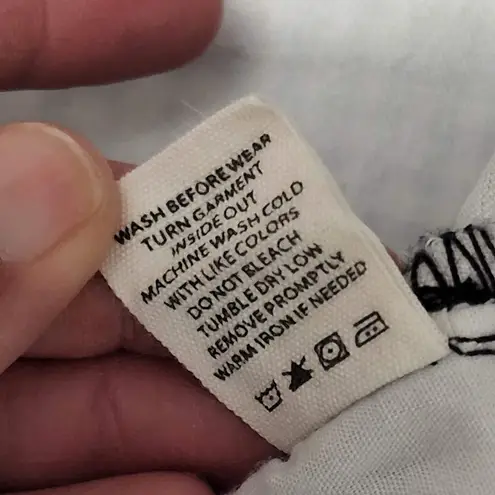 WASH BEFORE WEAR
TURN GARMENT
INSIDE OUT
MACHINE WASH COLD
WITH LIKE COLORS
DO NOT BLEACH
TUMBLE DRY LOW
REMOVE PROMPTLY
WARM IRON IF NEEDED